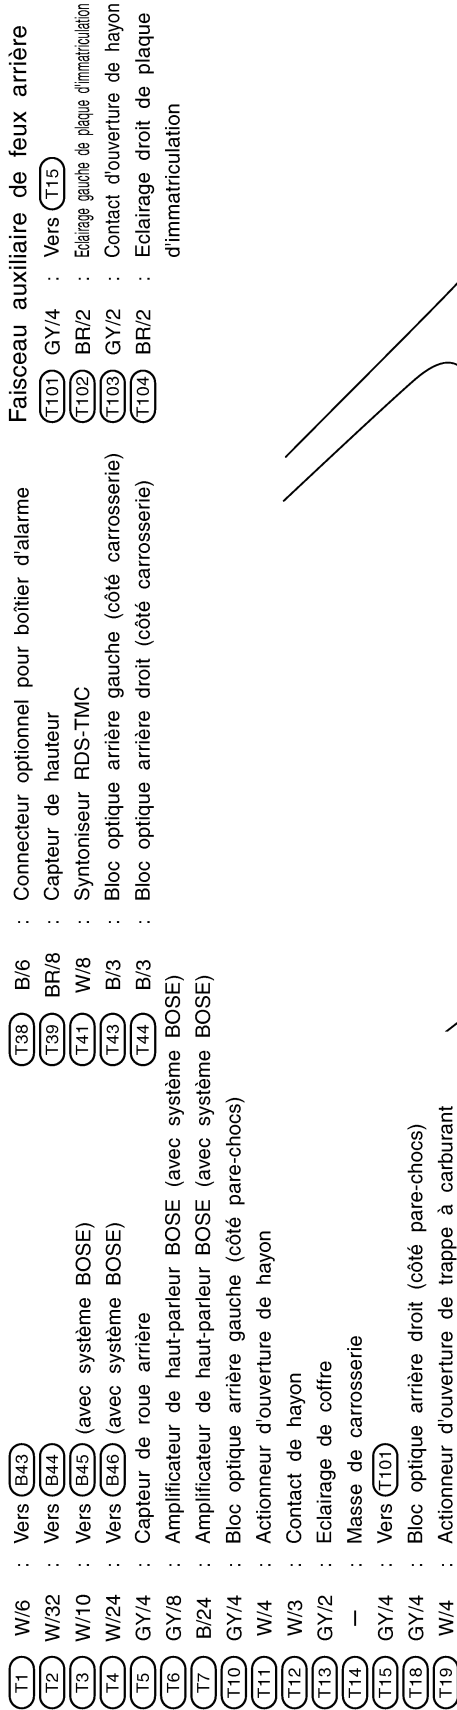 T1 W/6 : Vers B43
T2 W/32 : Vers B44
T3 W/10 : Vers B45 (avec système BOSE)
T4 W/24 : Vers B46 (avec système BOSE)
T5 GY/4 : Capteur de roue arrière
T6 GY/8 : Amplificateur de haut-parleur BOSE (avec système BOSE)
T7 B/24 : Amplificateur de haut-parleur BOSE (avec système BOSE)
T10 GY/4 : Bloc optique arrière gauche (côté pare-chocs)
T11 W/4 : Actionneur d'ouverture de hayon
T12 W/3 : Contact de hayon
T13 GY/2 : Eclairage de coffre
T14 – : Masse de carrosserie
T15 GY/4 : Vers T101
T18 GY/4 : Bloc optique arrière droit (côté pare-chocs)
T19 W/4 : Actionneur d'ouverture de trappe à carburant
T38 B/6 : Connecteur optionnel pour boîtier d'alarme
T39 BR/8 : Capteur de hauteur
T41 W/8 : Syntoniseur RDS-TMC
T43 B/3 : Bloc optique arrière gauche (côté carrosserie)
T44 B/3 : Bloc optique arrière droit (côté carrosserie)
Faisceau auxiliaire de feux arrière
T101 GY/4 : Vers T15
T102 BR/2 : Eclairage gauche de plaque d'immatriculation
T103 GY/2 : Contact d'ouverture de hayon
T104 BR/2 : Eclairage droit de plaque
d'immatriculation